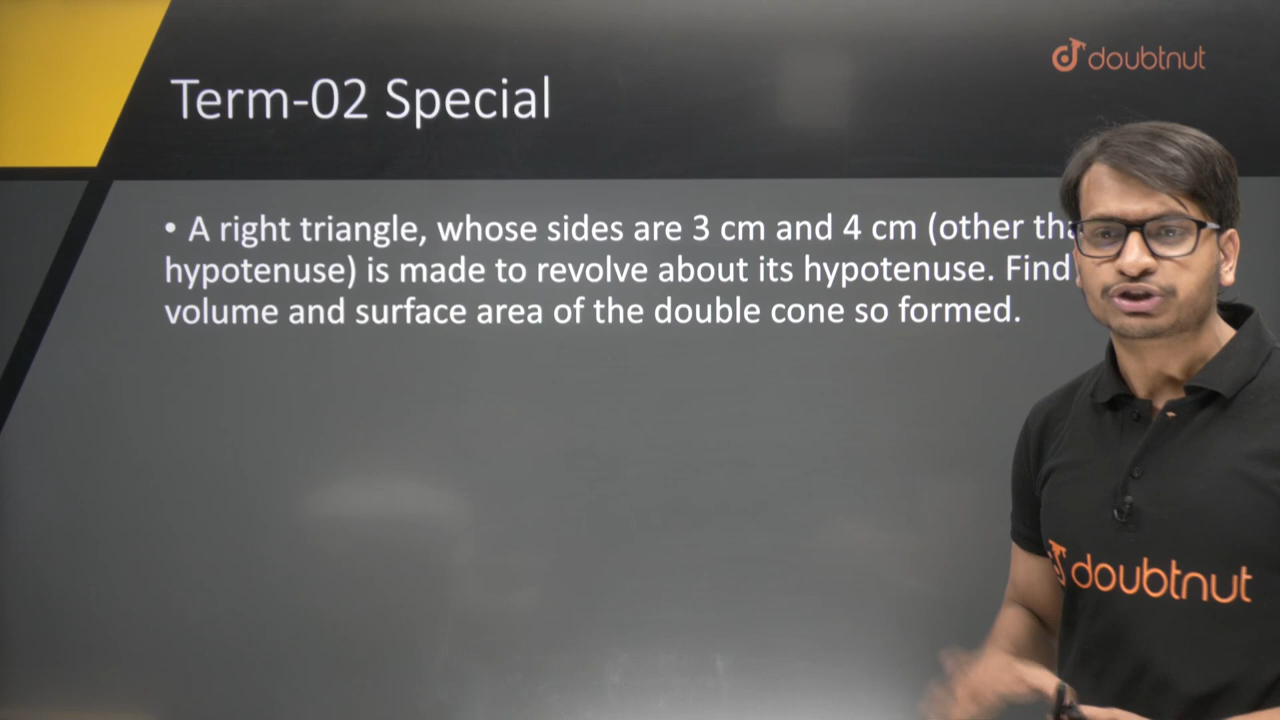 doubtnut
Term-02 Special
• A right triangle, whose sides are 3 cm and 4 cm (other
hypotenuse) is made to revolve about its hypotenuse. Find
volume and surface area of the double cone so formed.
doubtnut